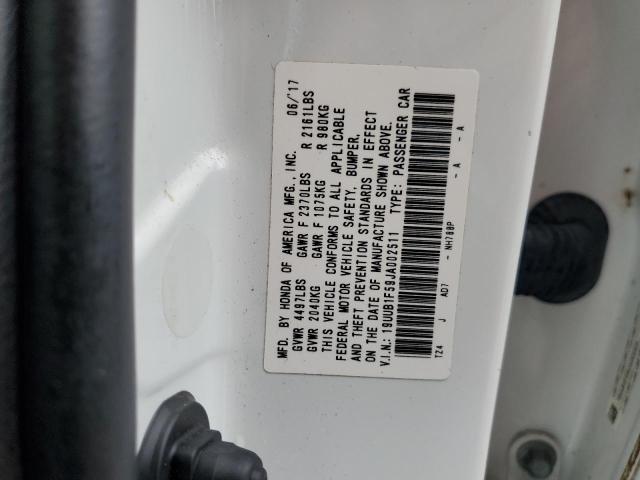 MFD. BY HONDA OF AMERICA MFG., INC. 06/'17
GVWR 4497LBS GAWR F 2370LBS R 2161LBS
GVWR 2040KG GAWR F 1075KG R 980KG
THIS VEHICLE CONFORMS TO ALL APPLICABLE
FEDERAL MOTOR VEHICLE SAFETY, BUMPER,
AND THEFT PREVENTION STANDARDS IN EFFECT
ON THE DATE OF MANUFACTURE SHOWN ABOVE.
V.I.N.: 19UUB1F59JA002511 TYPE: PASSENGER CAR
TZ4 J AD7 - NH788P - A - A